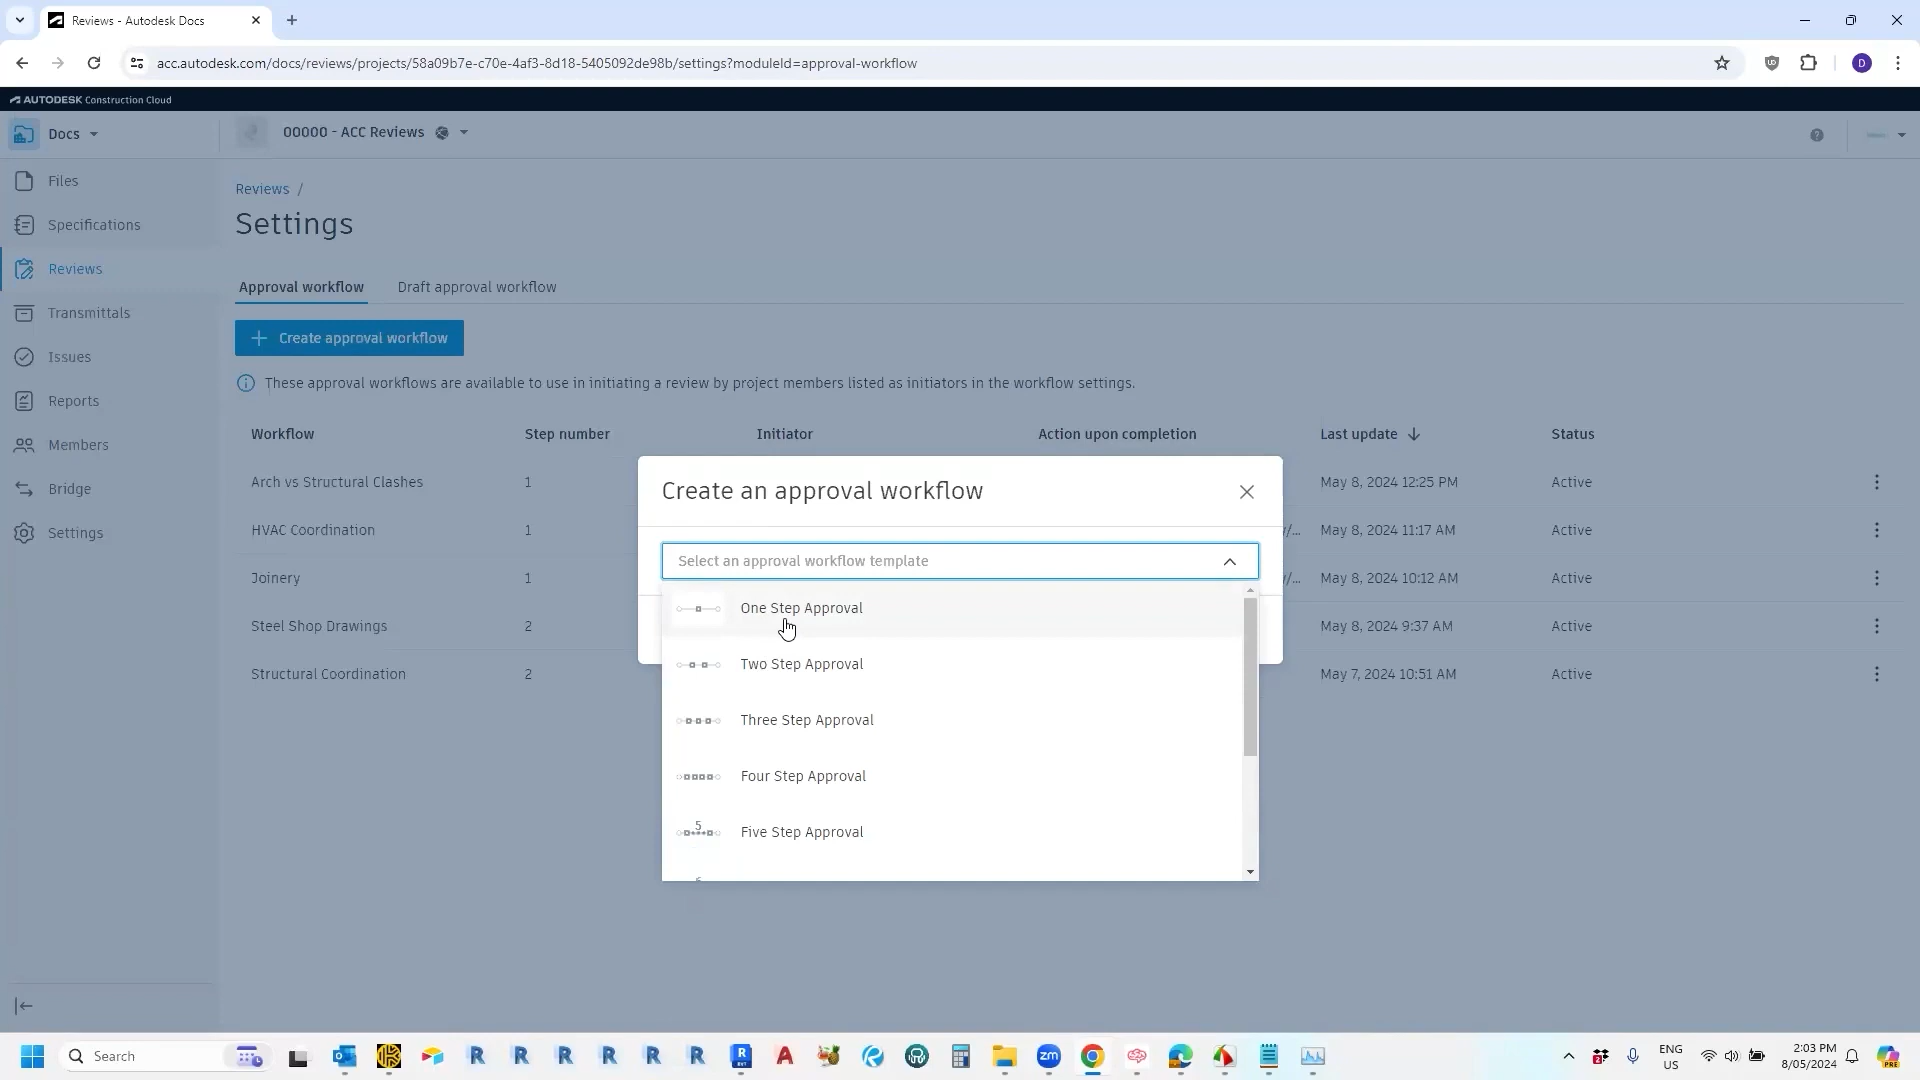 Reviews - Autodesk Docs
acc.autodesk.com/docs/reviews/projects/58a09b7e-c70e-4af3-8d18-5405092de98b/settings?moduleId=approval-workflow
D
AUTODESK Construction Cloud
Docs
00000 - ACC Reviews
Files
Specifications
Reviews
Transmittals
Issues
Reports
Members
Bridge
Settings
Reviews /
Settings
Approval workflow Draft approval workflow
Create approval workflow
These approval workflows are available to use in initiating a review by project members listed as initiators in the workflow settings.
Workflow Step number Initiator Action upon completion Last update Status
Arch vs Structural Clashes 1 May 8, 2024 12:25 PM Active
HVAC Coordination 1 /... May 8, 2024 11:17 AM Active
Joinery 1 /... May 8, 2024 10:12 AM Active
Steel Shop Drawings 2 May 8, 2024 9:37 AM Active
Structural Coordination 2 May 7, 2024 10:51 AM Active
Create an approval workflow
Select an approval workflow template
One Step Approval
Two Step Approval
Three Step Approval
Four Step Approval
5 Five Step Approval
Search
R R R R R R R A zm
ENG
US
2:03 PM
8/05/2024
PRE